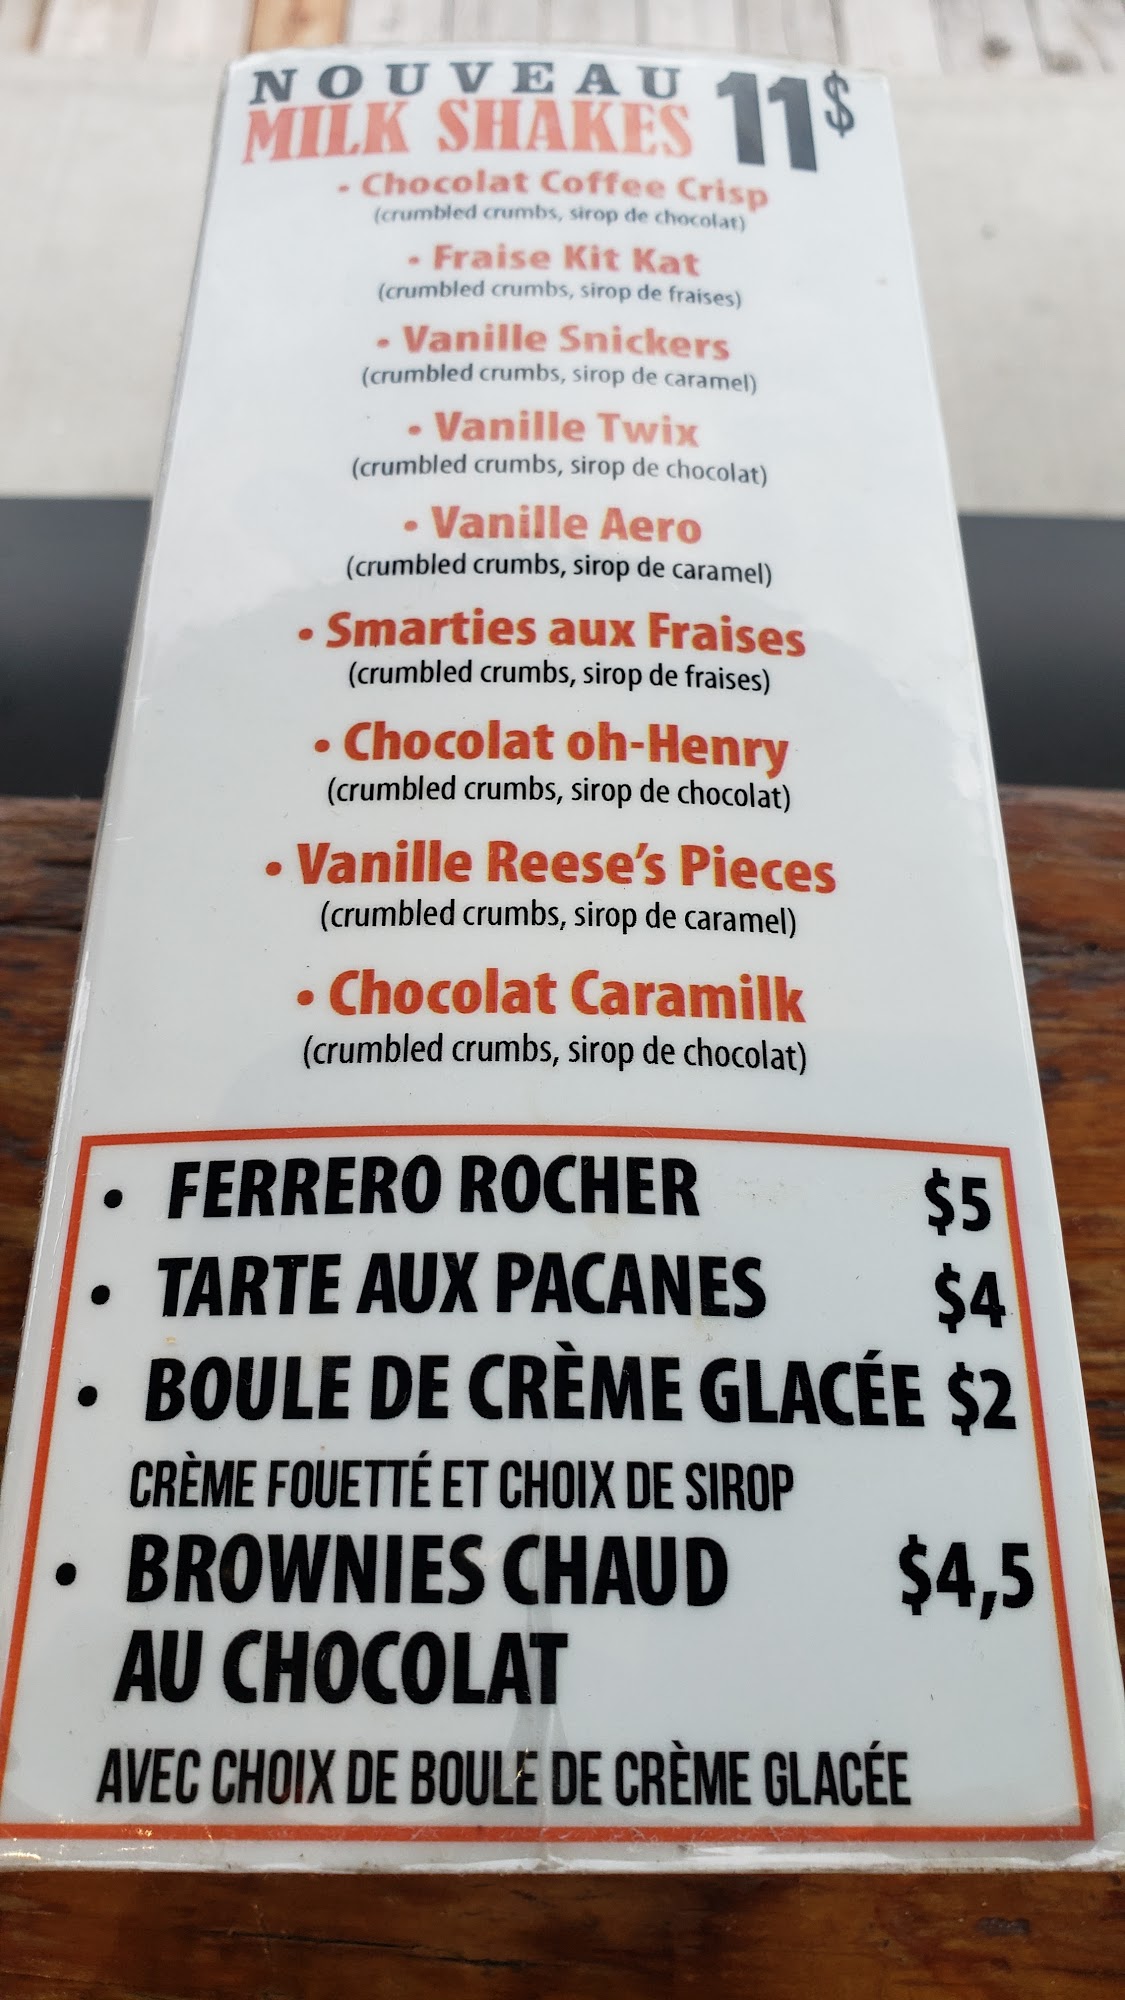 NOUVEAU
MILK SHAKES 11$
• Chocolat Coffee Crisp
(crumbled crumbs, sirop de chocolat)
• Fraise Kit Kat
(crumbled crumbs, sirop de fraises)
• Vanille Snickers
(crumbled crumbs, sirop de caramel)
• Vanille Twix
(crumbled crumbs, sirop de chocolat)
• Vanille Aero
(crumbled crumbs, sirop de caramel)
• Smarties aux Fraises
(crumbled crumbs, sirop de fraises)
• Chocolat oh-Henry
(crumbled crumbs, sirop de chocolat)
• Vanille Reese's Pieces
(crumbled crumbs, sirop de caramel)
• Chocolat Caramilk
(crumbled crumbs, sirop de chocolat)
• FERRERO ROCHER $5
• TARTE AUX PACANES $4
• BOULE DE CRÈME GLACÉE $2
CRÈME FOUETTÉ ET CHOIX DE SIROP
• BROWNIES CHAUD $4,5
AU CHOCOLAT
AVEC CHOIX DE BOULE DE CRÈME GLACÉE